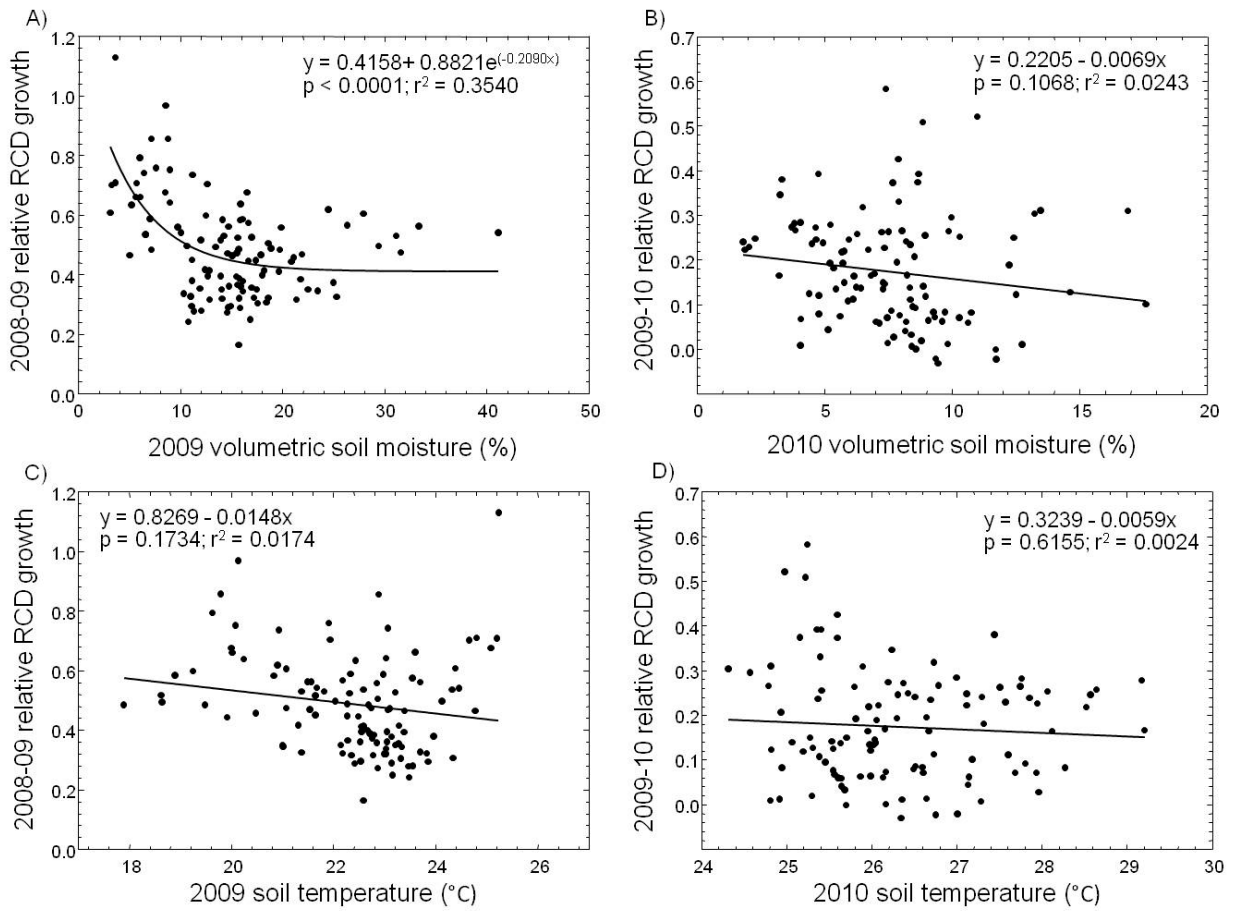 A)
y = 0.4158+ 0.8821e(-0.2090x)
p < 0.0001; r² = 0.3540
2008-09 relative RCD growth
1.2
1.0
0.8
0.6
0.4
0.2
0.0
0 10 20 30 40 50
2009 volumetric soil moisture (%)
B)
y = 0.2205 - 0.0069x
p = 0.1068; r² = 0.0243
2009-10 relative RCD growth
0.7
0.6
0.5
0.4
0.3
0.2
0.1
0.0
0 5 10 15 20
2010 volumetric soil moisture (%)
C)
y = 0.8269 - 0.0148x
p = 0.1734; r² = 0.0174
2008-09 relative RCD growth
1.2
1.0
0.8
0.6
0.4
0.2
0.0
18 20 22 24 26
2009 soil temperature (°C)
D)
y = 0.3239 - 0.0059x
p = 0.6155; r² = 0.0024
2009-10 relative RCD growth
0.7
0.6
0.5
0.4
0.3
0.2
0.1
0.0
24 25 26 27 28 29 30
2010 soil temperature (°C)